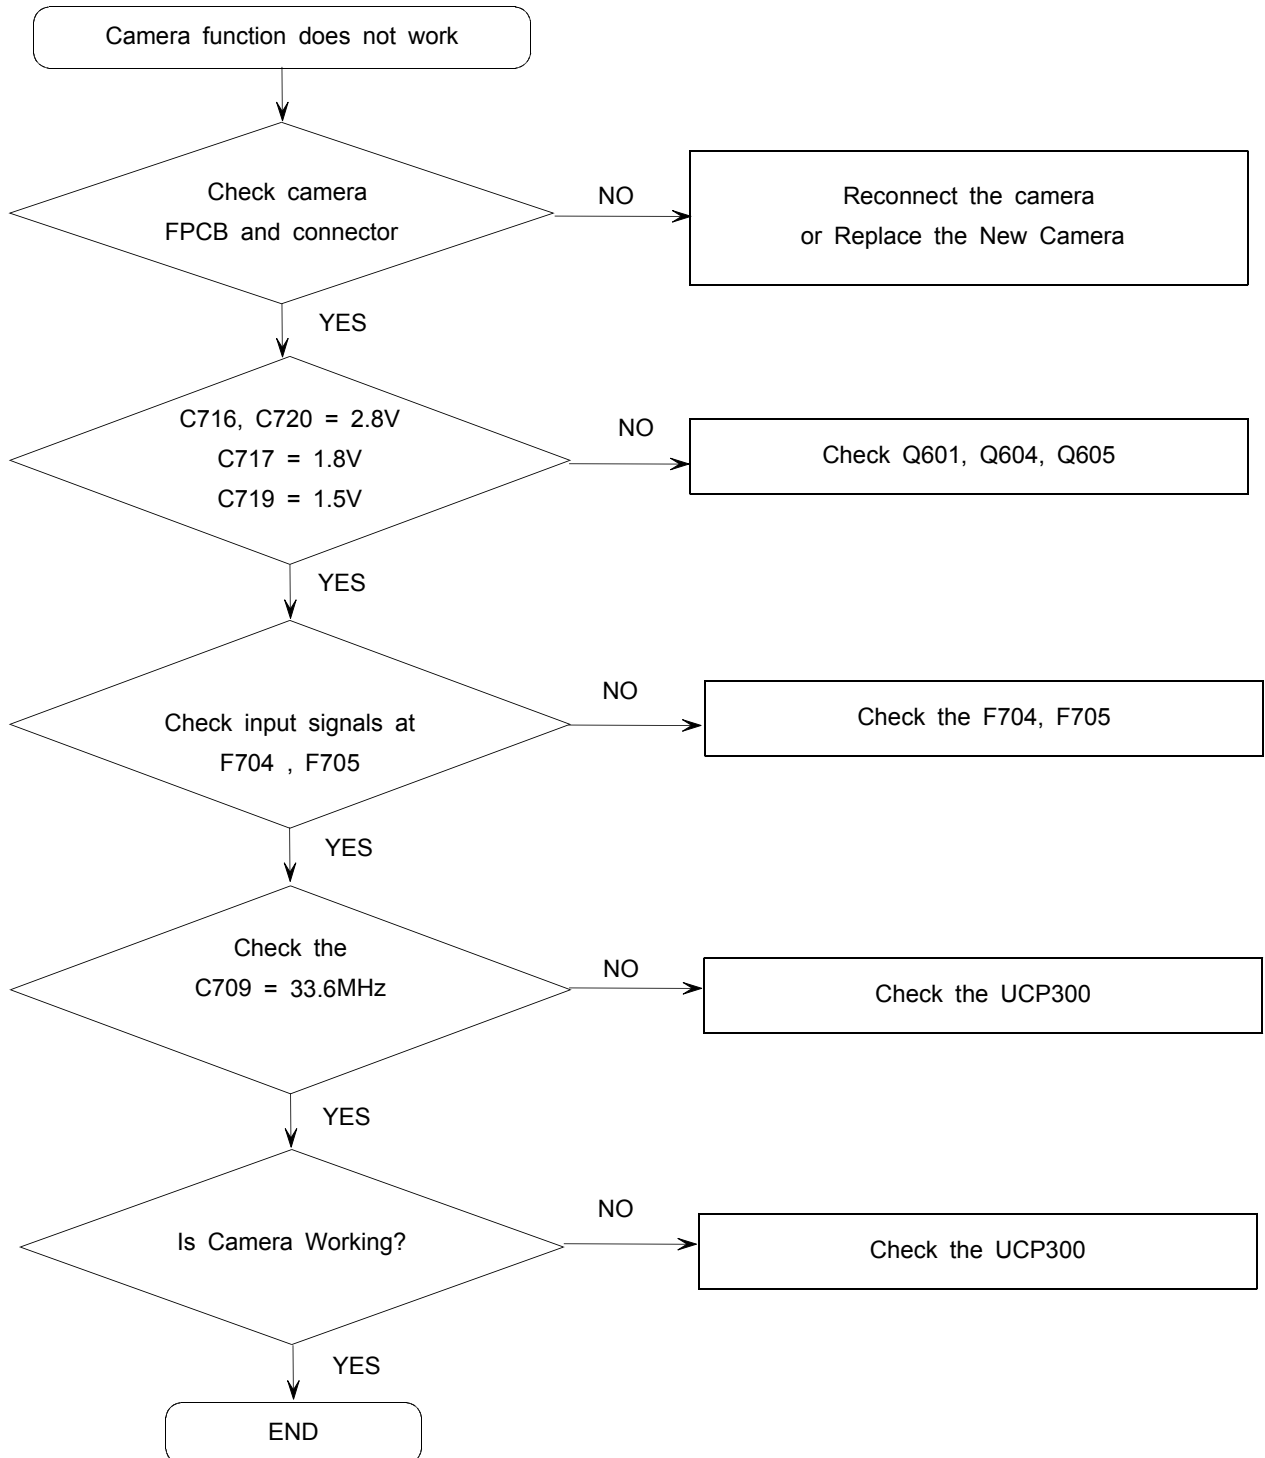 Camera function does not work
Check camera
FPCB and connector
NO
Reconnect the camera
or Replace the New Camera
YES
C716, C720 = 2.8V
C717 = 1.8V
C719 = 1.5V
NO
Check Q601, Q604, Q605
YES
Check input signals at
F704 , F705
NO
Check the F704, F705
YES
Check the
C709 = 33.6MHz
NO
Check the UCP300
YES
Is Camera Working?
NO
Check the UCP300
YES
END